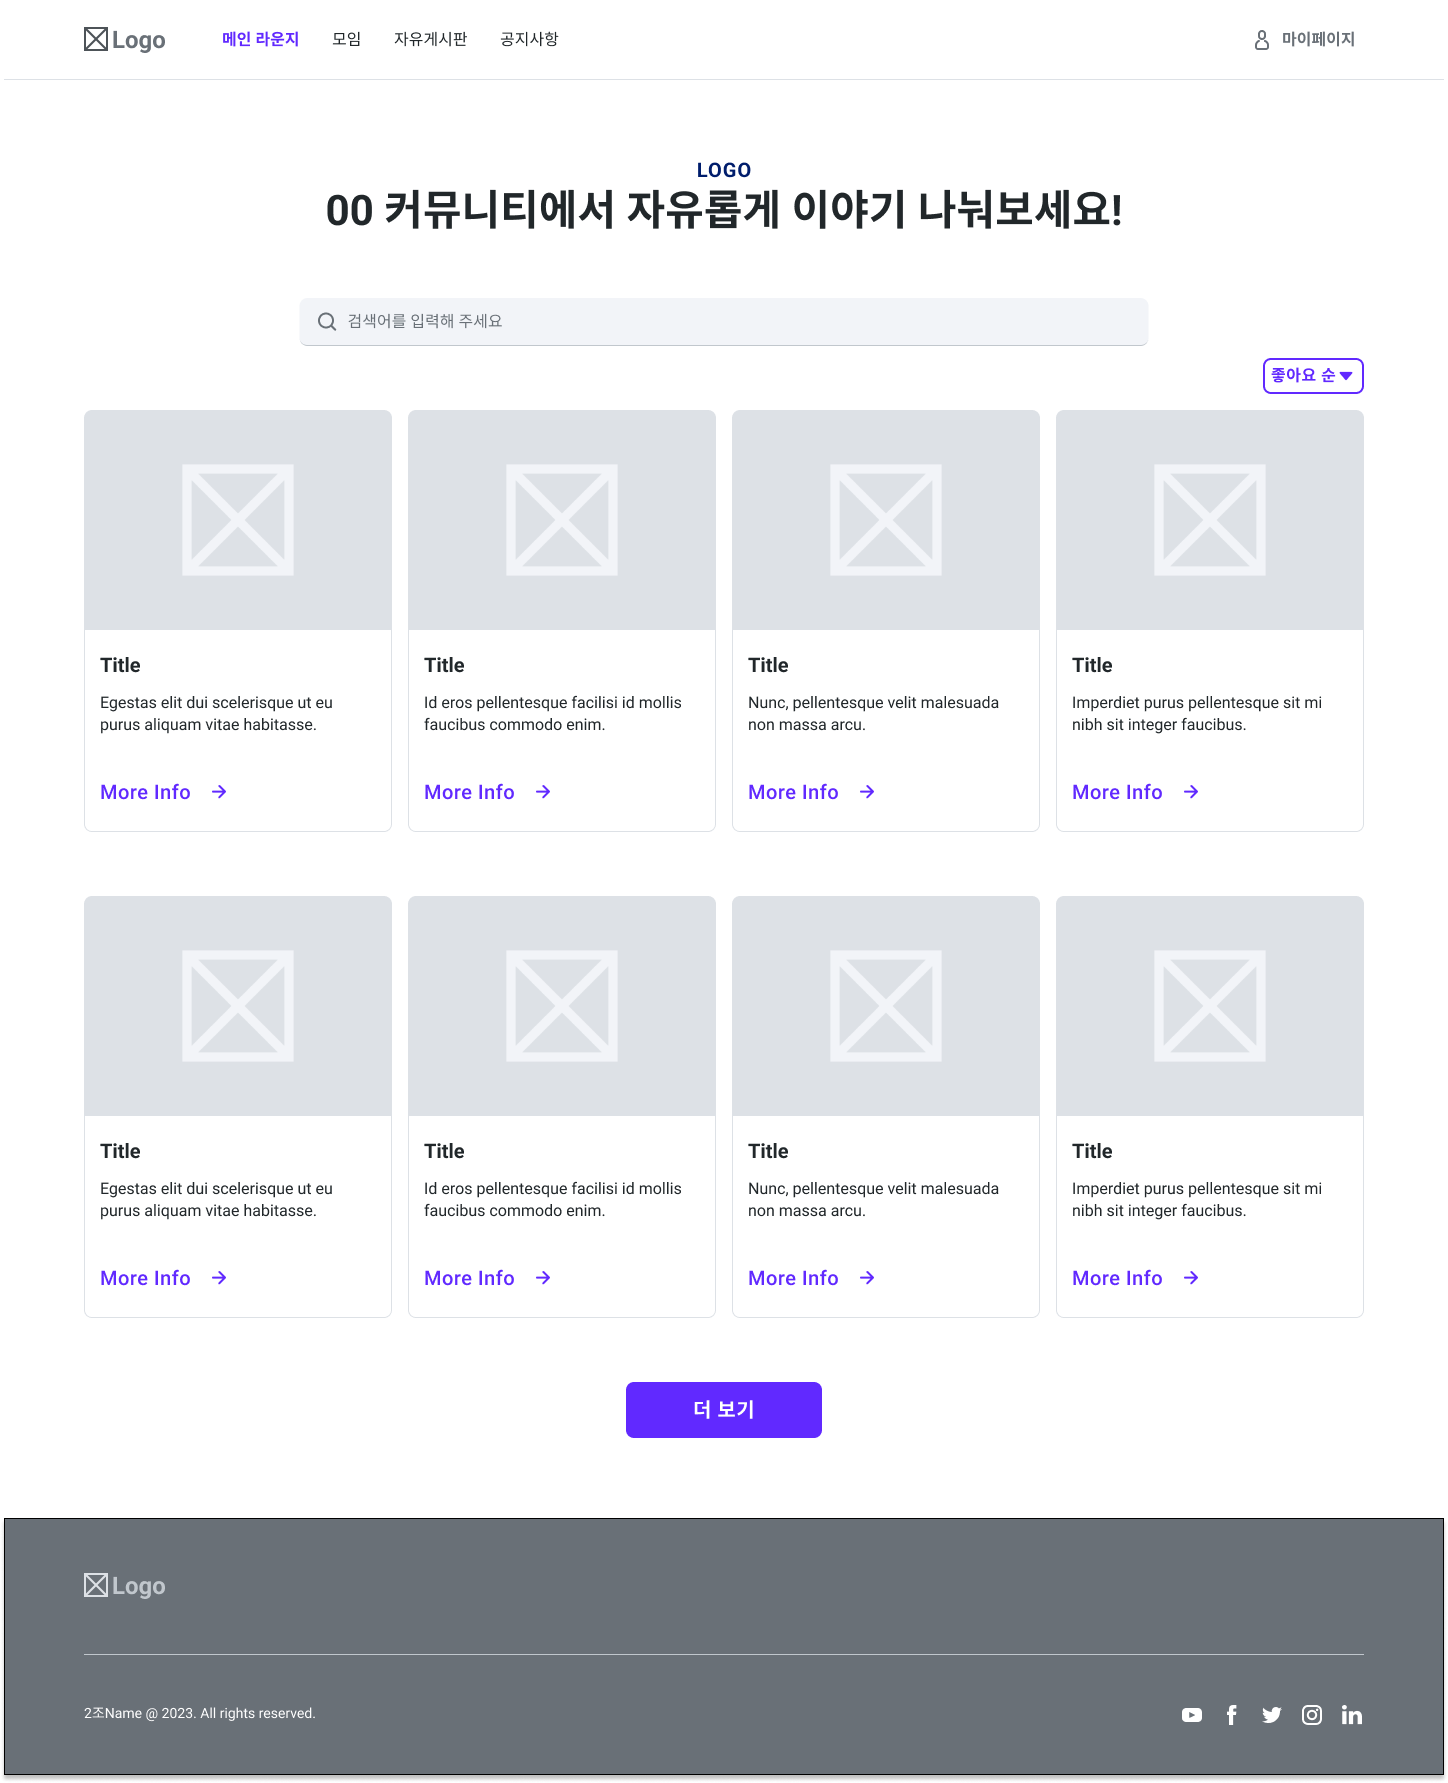 Logo
메인 라운지
모임
자유게시판
공지사항
마이페이지
LOGO
00 커뮤니티에서 자유롭게 이야기 나눠보세요!
검색어를 입력해 주세요
좋아요 순
Title
Egestas elit dui scelerisque ut eu
purus aliquam vitae habitasse.
More Info
Title
Id eros pellentesque facilisi id mollis
faucibus commodo enim.
More Info
Title
Nunc, pellentesque velit malesuada
non massa arcu.
More Info
Title
Imperdiet purus pellentesque sit mi
nibh sit integer faucibus.
More Info
Title
Egestas elit dui scelerisque ut eu
purus aliquam vitae habitasse.
More Info
Title
Id eros pellentesque facilisi id mollis
faucibus commodo enim.
More Info
Title
Nunc, pellentesque velit malesuada
non massa arcu.
More Info
Title
Imperdiet purus pellentesque sit mi
nibh sit integer faucibus.
More Info
더 보기
Logo
2조Name @ 2023. All rights reserved.